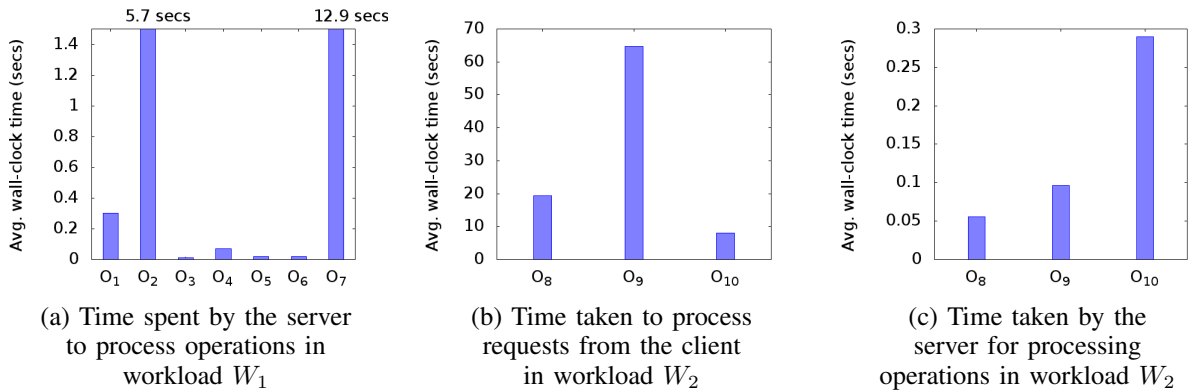 5.7 secs 12.9 secs
Avg. wall-clock time (secs)
1.4
1.2
1
0.8
0.6
0.4
0.2
0
O1 O2 O3 O4 O5 O6 O7
(a) Time spent by the server
to process operations in
workload W1
Avg. wall-clock time (secs)
70
60
50
40
30
20
10
0
O8 O9 O10
(b) Time taken to process
requests from the client
in workload W2
Avg. wall-clock time (secs)
0.3
0.25
0.2
0.15
0.1
0.05
0
O8 O9 O10
(c) Time taken by the
server for processing
operations in workload W2